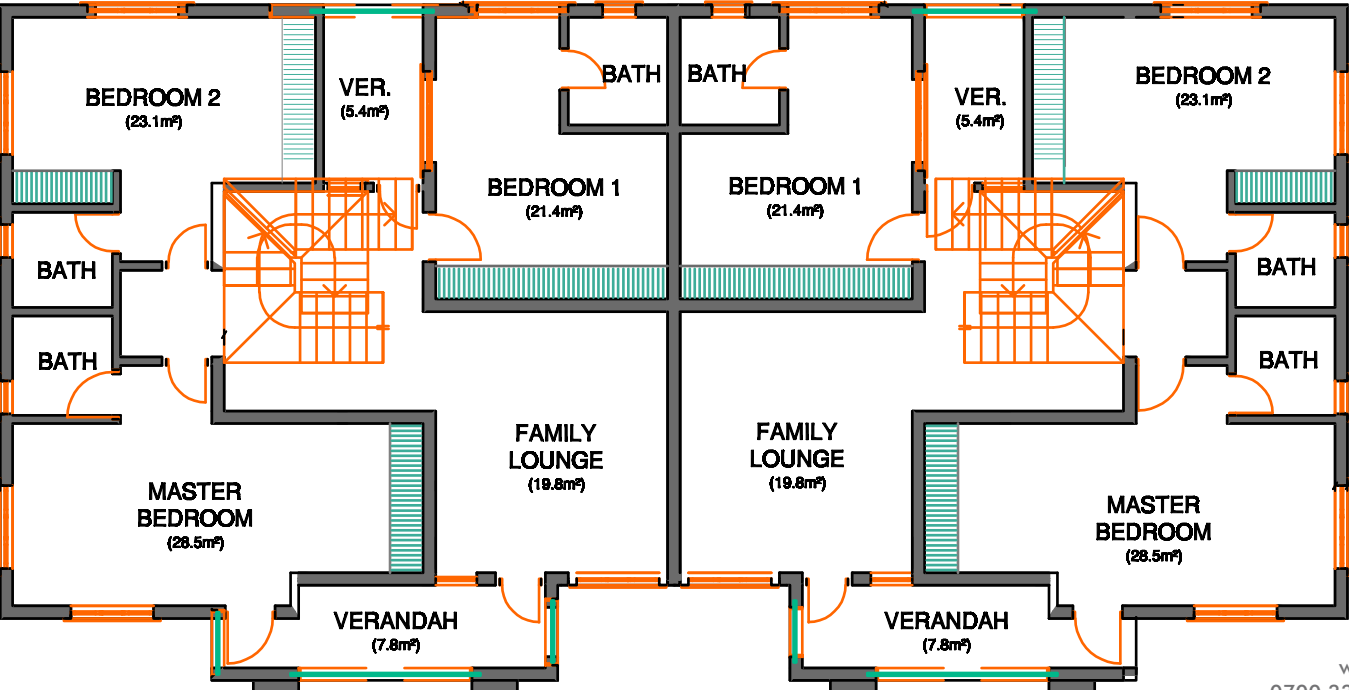 BEDROOM 2
(23.1m²)
VER.
(5.4m²)
BATH
BATH
VER.
(5.4m²)
BEDROOM 2
(23.1m²)
BEDROOM 1
(21.4m²)
BEDROOM 1
(21.4m²)
BATH
BATH
BATH
BATH
FAMILY
LOUNGE
(19.8m²)
FAMILY
LOUNGE
(19.8m²)
MASTER
BEDROOM
(28.5m²)
MASTER
BEDROOM
(28.5m²)
VERANDAH
(7.8m²)
VERANDAH
(7.8m²)